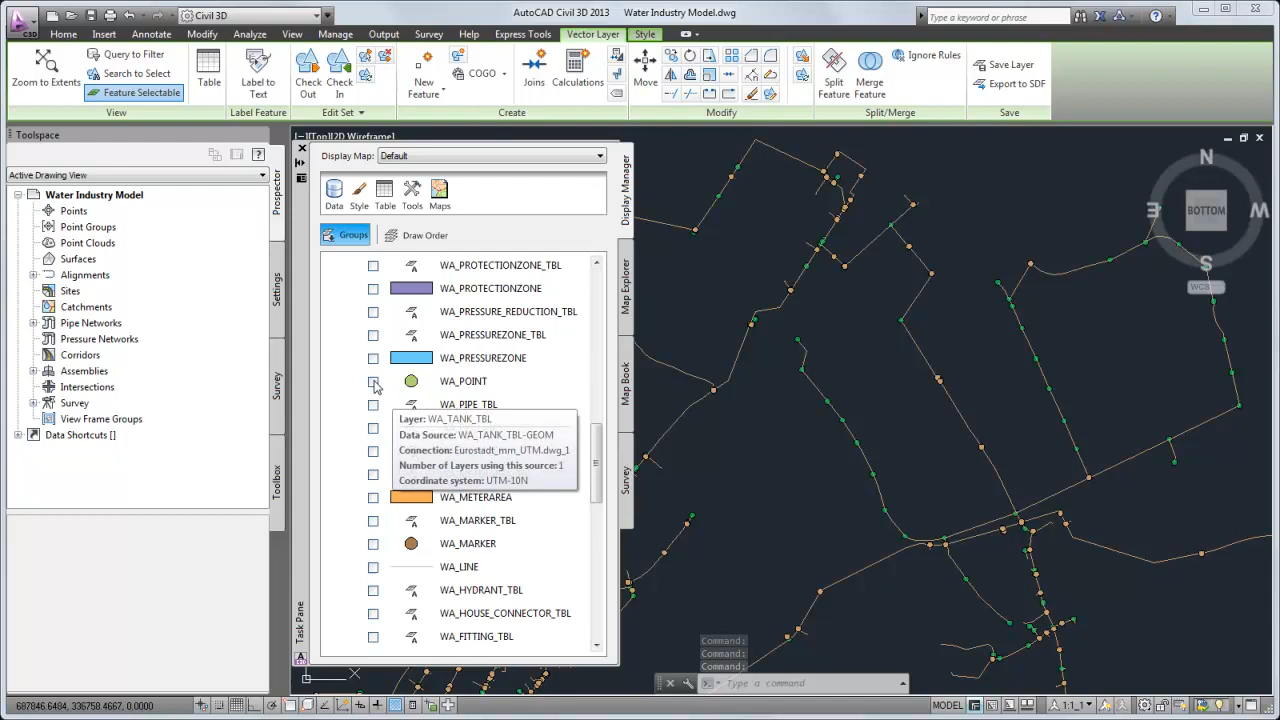 C3D
Civil 3D
AutoCAD Civil 3D 2013 Water Industry Model.dwg
Type a keyword or phrase
Home Insert Annotate Modify Analyze View Manage Output Survey Help Express Tools Vector Layer Style
Zoom to Extents
Query to Filter
Search to Select
Feature Selectable
Table
Label to Text
Check Out
Check In
New Feature
COGO
Joins
Calculations
Move
Split Feature
Merge Feature
Ignore Rules
Save Layer
Export to SDF
View Label Feature Edit Set Create Modify Split/Merge Save
Toolspace
Active Drawing View
Water Industry Model
Points
Point Groups
Point Clouds
Surfaces
Alignments
Sites
Catchments
Pipe Networks
Pressure Networks
Corridors
Assemblies
Intersections
Survey
View Frame Groups
Data Shortcuts []
Prospector
Settings
Survey
Toolbox
[−][Top][2D Wireframe]
Display Map: Default
Data Style Table Tools Maps
Groups Draw Order
WA_PROTECTIONZONE_TBL
WA_PROTECTIONZONE
WA_PRESSURE_REDUCTION_TBL
WA_PRESSUREZONE_TBL
WA_PRESSUREZONE
WA_POINT
WA_PIPE_TBL
Layer: WA_TANK_TBL
Data Source: WA_TANK_TBL-GEOM
Connection: Eurostadt_mm_UTM.dwg_1
Number of Layers using this source: 1
Coordinate system: UTM-10N
WA_METERAREA
WA_MARKER_TBL
WA_MARKER
WA_LINE
WA_HYDRANT_TBL
WA_HOUSE_CONNECTOR_TBL
WA_FITTING_TBL
Task Pane
Display Manager
Map Explorer
Map Book
Survey
N
E BOTTOM W
S
WCS
Command:
Command:
Command:
Type a command
687846.6484, 336758.4667, 0.0000
MODEL
1:1